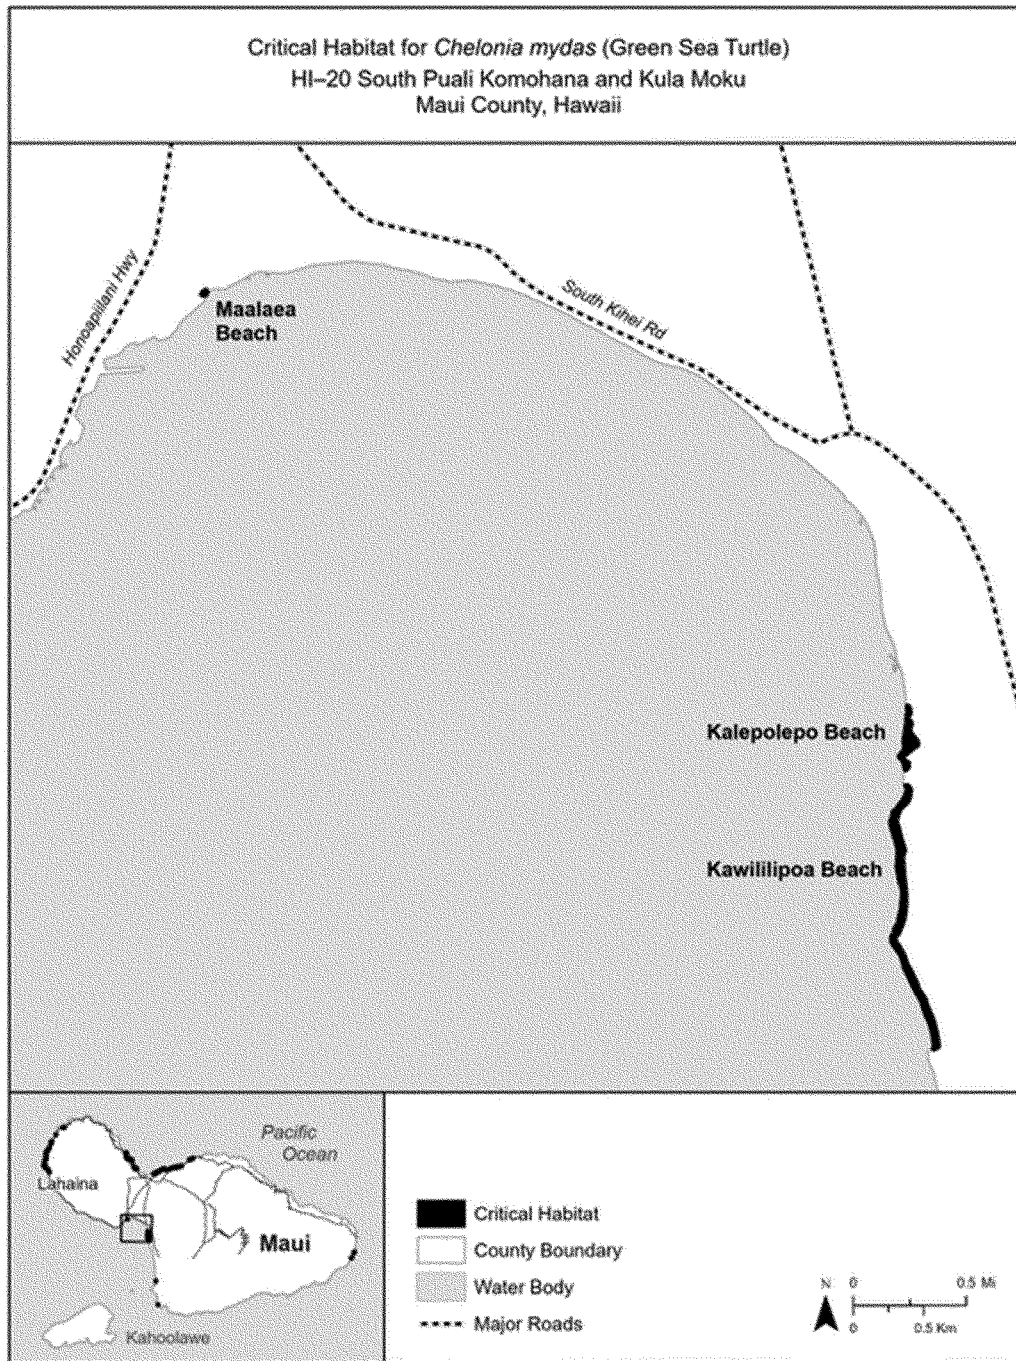 Critical Habitat for Chelonia mydas (Green Sea Turtle)
HI–20 South Puali Komohana and Kula Moku
Maui County, Hawaii
Honoapiilani Hwy
Maalaea
Beach
South Kihei Rd
Kalepolepo Beach
Kawililipoa Beach
Pacific
Ocean
Lahaina
Maui
Kahoolawe
Critical Habitat
County Boundary
Water Body
Major Roads
N
0 0.5 Mi
0 0.5 Km